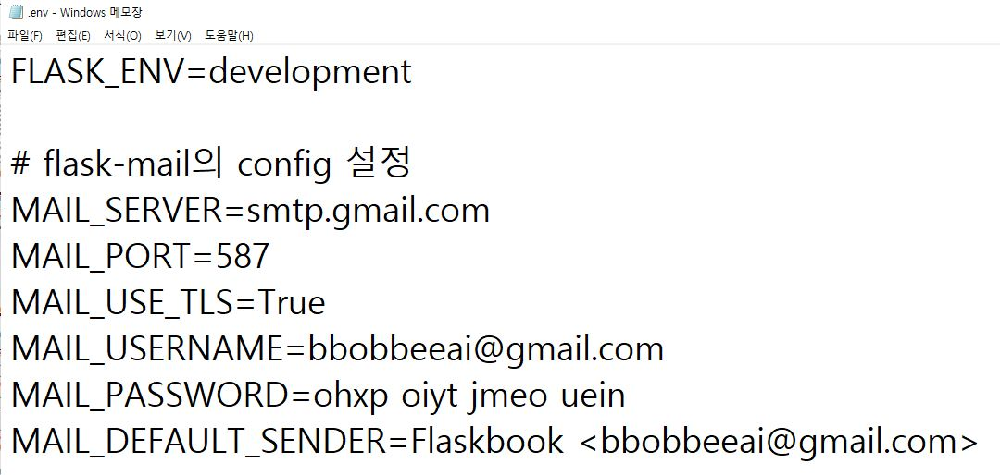 .env - Windows 메모장
파일(F) 편집(E) 서식(O) 보기(V) 도움말(H)
FLASK_ENV=development
# flask-mail의 config 설정
MAIL_SERVER=smtp.gmail.com
MAIL_PORT=587
MAIL_USE_TLS=True
MAIL_USERNAME=bbobbeeai@gmail.com
MAIL_PASSWORD=ohxp oiyt jmeo uein
MAIL_DEFAULT_SENDER=Flaskbook <bbobbeeai@gmail.com>